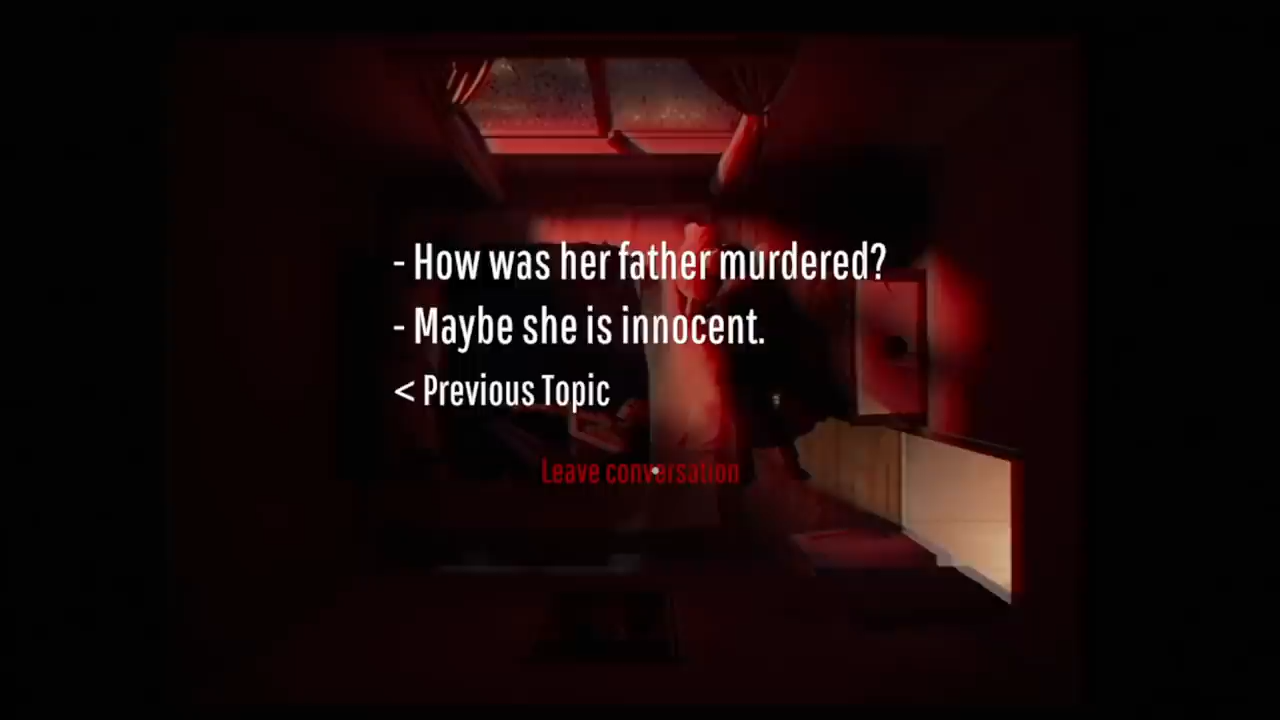 - How was her father murdered?
- Maybe she is innocent.
< Previous Topic
Leave conversation